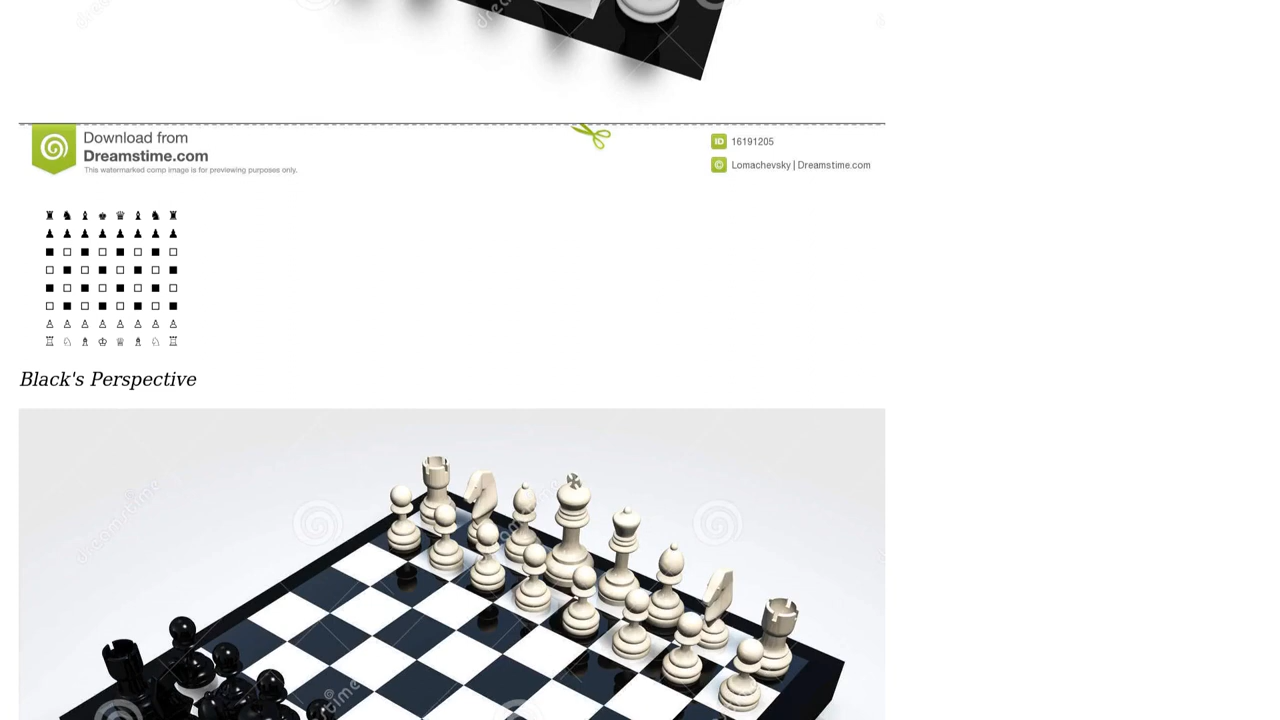 Download from
Dreamstime.com
This watermarked comp image is for previewing purposes only.
ID 16191205
© Lomachevsky | Dreamstime.com
♜ ♞ ♝ ♚ ♛ ♝ ♞ ♜
♟ ♟ ♟ ♟ ♟ ♟ ♟ ♟
■ □ ■ □ ■ □ ■ □
□ ■ □ ■ □ ■ □ ■
■ □ ■ □ ■ □ ■ □
□ ■ □ ■ □ ■ □ ■
♙ ♙ ♙ ♙ ♙ ♙ ♙ ♙
♖ ♘ ♗ ♔ ♕ ♗ ♘ ♖
Black's Perspective
dreamstime